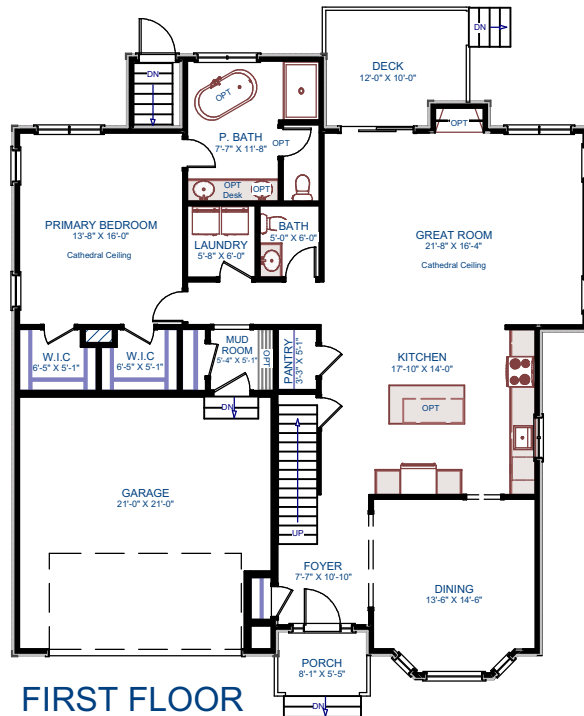 DN
DECK
12'-0" X 10'-0"
DN
OPT
P. BATH
7'-7" X 11'-8"
OPT
OPT
OPT
Desk
OPT
PRIMARY BEDROOM
13'-8" X 16'-0"
Cathedral Ceiling
LAUNDRY
5'-8" X 6'-0"
BATH
5'-0" X 6'-0"
GREAT ROOM
21'-8" X 16'-4"
Cathedral Ceiling
W.I.C
6'-5" X 5'-1"
W.I.C
6'-5" X 5'-1"
MUD
ROOM
5'-4" X 5'-1"
OPT
PANTRY
3'-3" X 5'-1"
KITCHEN
17'-10" X 14'-0"
OPT
DN
GARAGE
21'-0" X 21'-0"
UP
FOYER
7'-7" X 10'-10"
DINING
13'-6" X 14'-6"
PORCH
8'-1" X 5'-5"
DN
FIRST FLOOR